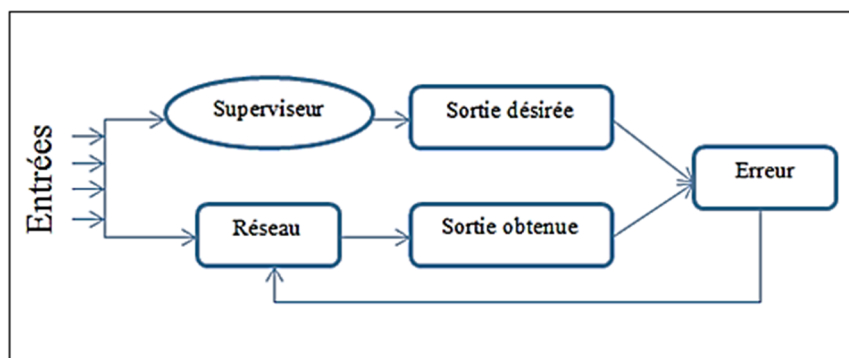 Entrées
Superviseur
Sortie désirée
Erreur
Réseau
Sortie obtenue